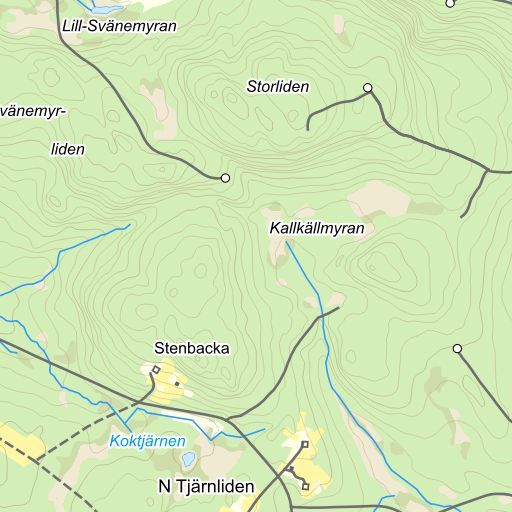 Lill-Svänemyran
Storliden
vänemyr-
liden
Kallkällmyran
Stenbacka
Koktjärnen
N Tjärnliden